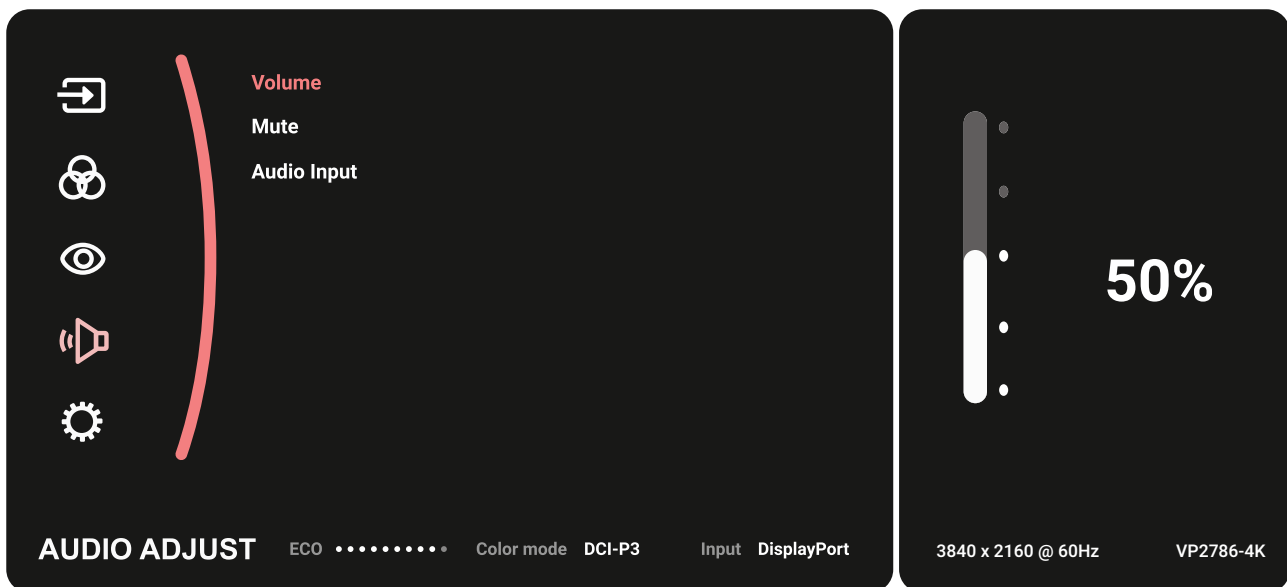 Volume
Mute
Audio Input
50%
AUDIO ADJUST
ECO
Color mode DCI-P3
Input DisplayPort
3840 x 2160 @ 60Hz
VP2786-4K